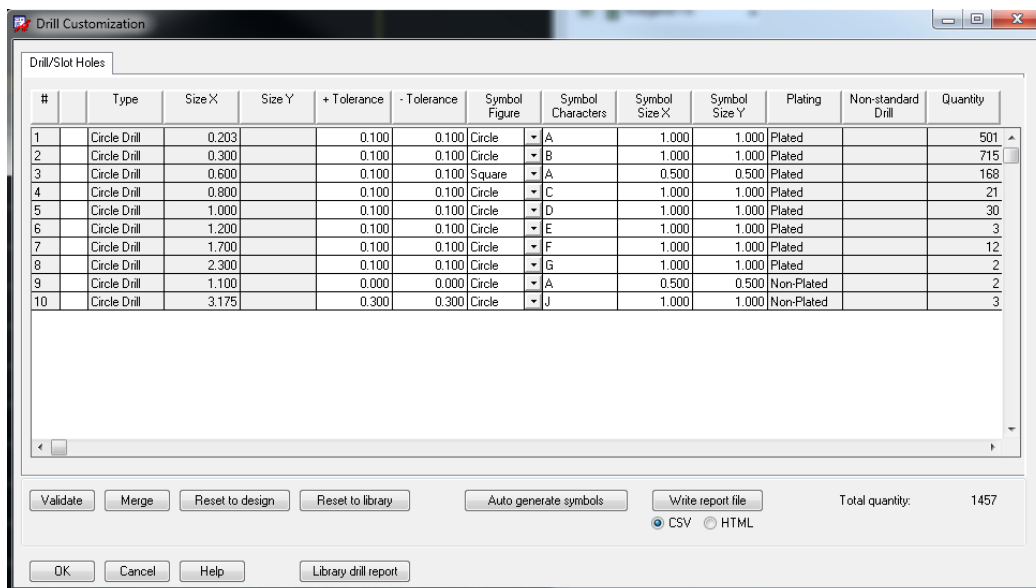 Drill Customization
Drill/Slot Holes
# Type Size X Size Y + Tolerance - Tolerance Symbol Figure Symbol Characters Symbol Size X Symbol Size Y Plating Non-standard Drill Quantity
1 Circle Drill 0.203 0.100 0.100 Circle A 1.000 1.000 Plated 501
2 Circle Drill 0.300 0.100 0.100 Circle B 1.000 1.000 Plated 715
3 Circle Drill 0.600 0.100 0.100 Square A 0.500 0.500 Plated 168
4 Circle Drill 0.800 0.100 0.100 Circle C 1.000 1.000 Plated 21
5 Circle Drill 1.000 0.100 0.100 Circle D 1.000 1.000 Plated 30
6 Circle Drill 1.200 0.100 0.100 Circle E 1.000 1.000 Plated 3
7 Circle Drill 1.700 0.100 0.100 Circle F 1.000 1.000 Plated 12
8 Circle Drill 2.300 0.100 0.100 Circle G 1.000 1.000 Plated 2
9 Circle Drill 1.100 0.000 0.000 Circle A 0.500 0.500 Non-Plated 2
10 Circle Drill 3.175 0.300 0.300 Circle J 1.000 1.000 Non-Plated 3
Validate Merge Reset to design Reset to library Auto generate symbols Write report file Total quantity: 1457
CSV HTML
OK Cancel Help Library drill report